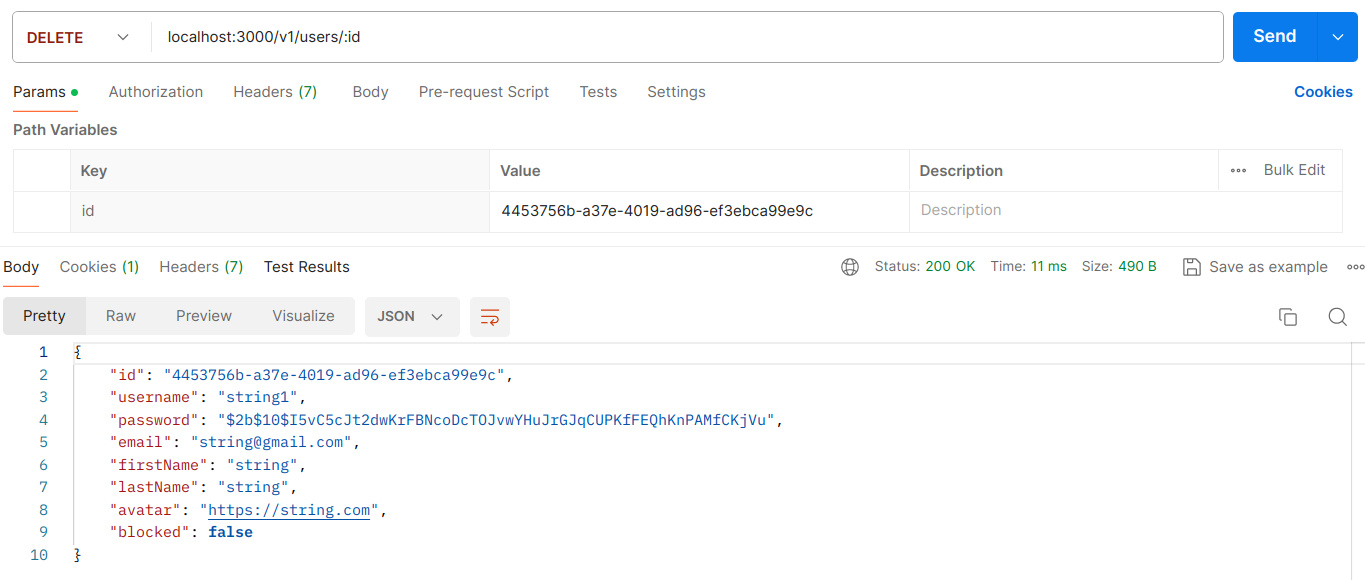 DELETE localhost:3000/v1/users/:id Send
Params Authorization Headers (7) Body Pre-request Script Tests Settings Cookies
Path Variables
Key Value Description Bulk Edit
id 4453756b-a37e-4019-ad96-ef3ebca99e9c Description
Body Cookies (1) Headers (7) Test Results Status: 200 OK Time: 11 ms Size: 490 B Save as example
Pretty Raw Preview Visualize JSON
1 {
2 "id": "4453756b-a37e-4019-ad96-ef3ebca99e9c",
3 "username": "string1",
4 "password": "$2b$10$I5vC5cJt2dwKrFBNcoDcTOJvwYHuJrGJqCUPKfFEQhKnPAMfCKjVu",
5 "email": "string@gmail.com",
6 "firstName": "string",
7 "lastName": "string",
8 "avatar": "https://string.com",
9 "blocked": false
10 }